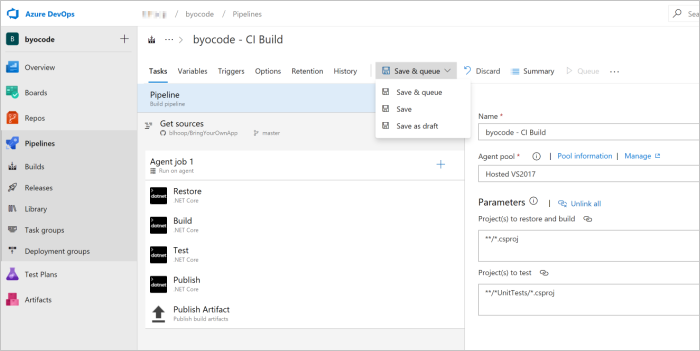 Azure DevOps / byocode / Pipelines Sea
B byocode +
byocode - CI Build
Overview
Boards
Repos
Pipelines
Builds
Releases
Library
Task groups
Deployment groups
Test Plans
Artifacts
Tasks Variables Triggers Options Retention History Save & queue Discard Summary Queue ...
Save & queue
Save
Save as draft
Pipeline
Build pipeline
Get sources
blhoop/BringYourOwnApp master
Agent job 1
Run on agent
dotnet Restore
.NET Core
dotnet Build
.NET Core
dotnet Test
.NET Core
dotnet Publish
.NET Core
Publish Artifact
Publish build artifacts
Name *
byocode - CI Build
Agent pool * | Pool information | Manage
Hosted VS2017
Parameters | Unlink all
Project(s) to restore and build
**/*.csproj
Project(s) to test
**/*UnitTests/*.csproj